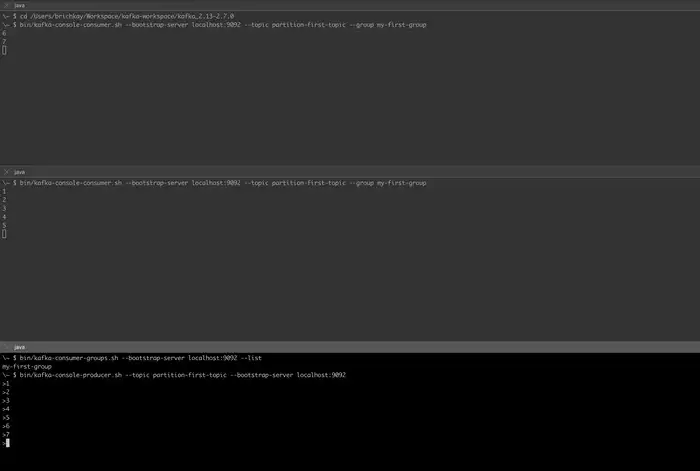 java
\~ $ cd /Users/brichkay/Workspace/kafka-workspace/kafka_2.13-2.7.0
\~ $ bin/kafka-console-consumer.sh --bootstrap-server localhost:9092 --topic partition-first-topic --group my-first-group
6
7
java
\~ $ bin/kafka-console-consumer.sh --bootstrap-server localhost:9092 --topic partition-first-topic --group my-first-group
1
2
3
4
5
java
\~ $ bin/kafka-consumer-groups.sh --bootstrap-server localhost:9092 --list
my-first-group
\~ $ bin/kafka-console-producer.sh --topic partition-first-topic --bootstrap-server localhost:9092
>1
>2
>3
>4
>5
>6
>7
>